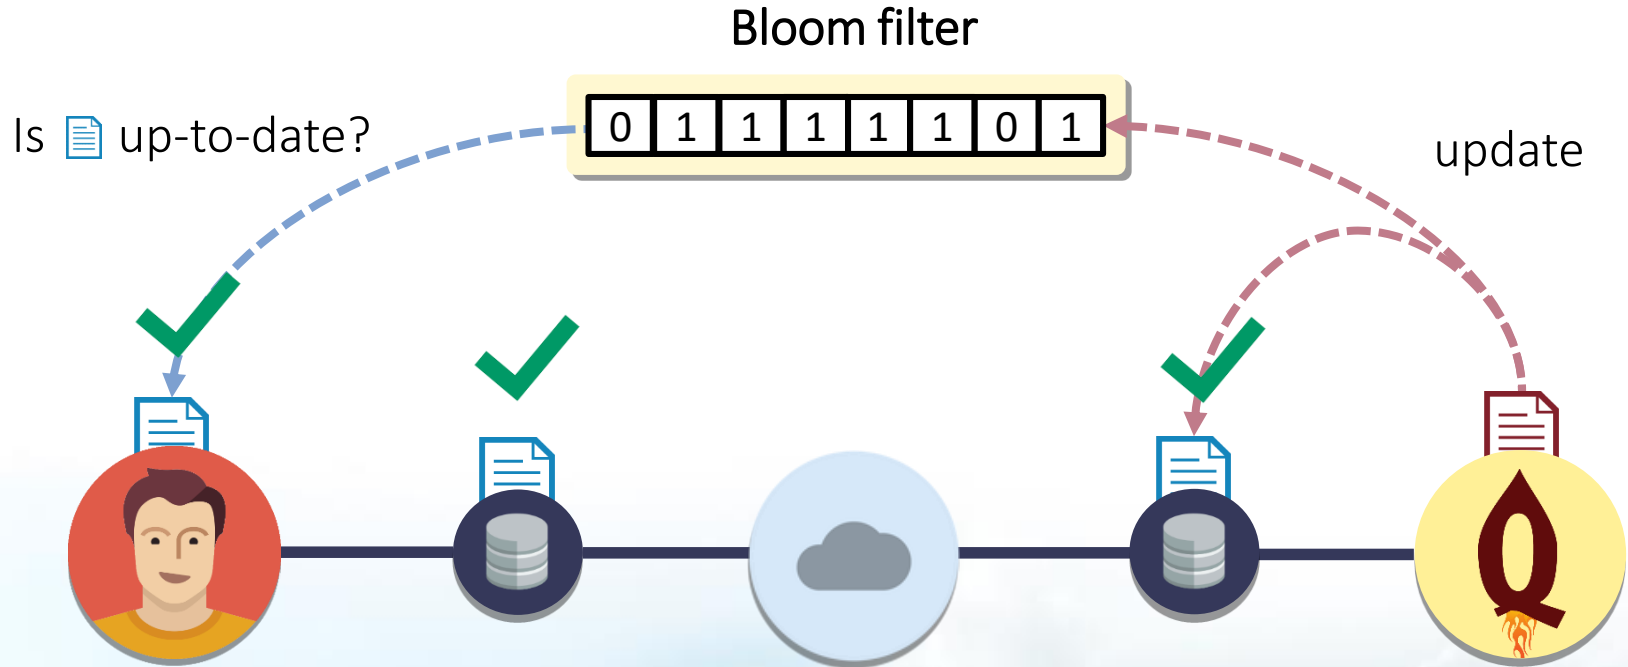 Bloom filter
Is up-to-date?
0 1 1 1 1 1 0 1
update
Q